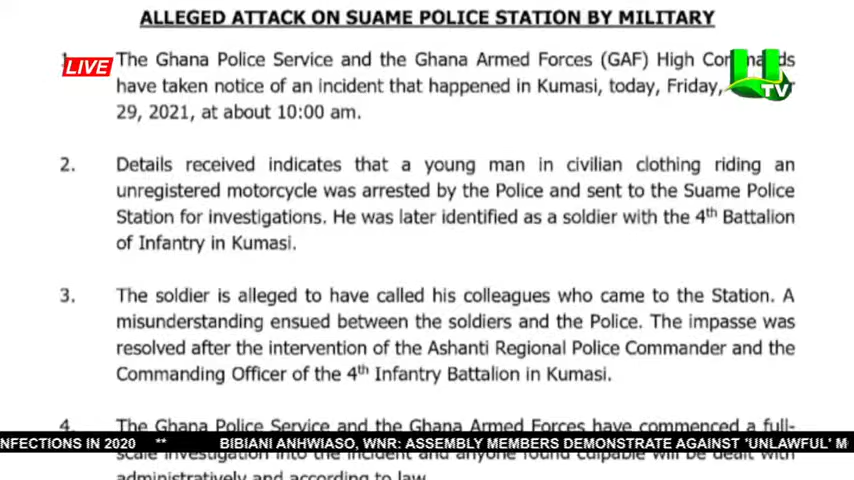 ALLEGED ATTACK ON SUAME POLICE STATION BY MILITARY
LIVE
The Ghana Police Service and the Ghana Armed Forces (GAF) High
UTV
have taken notice of an incident that happened in Kumasi, today, Friday,
29, 2021, at about 10:00 am.
2. Details received indicates that a young man in civilian clothing riding an
unregistered motorcycle was arrested by the Police and sent to the Suame Police
Station for investigations. He was later identified as a soldier with the 4th Battalion
of Infantry in Kumasi.
3. The soldier is alleged to have called his colleagues who came to the Station. A
misunderstanding ensued between the soldiers and the Police. The impasse was
resolved after the intervention of the Ashanti Regional Police Commander and the
Commanding Officer of the 4th Infantry Battalion in Kumasi.
4. The Ghana Police Service and the Ghana Armed Forces have commenced a full-
NFECTIONS IN 2020 ** BIBIANI ANHWIASO, WNR: ASSEMBLY MEMBERS DEMONSTRATE AGAINST 'UNLAWFUL' M
scale investigation into the incident and anyone found culpable will be dealt with
administratively and according to law.